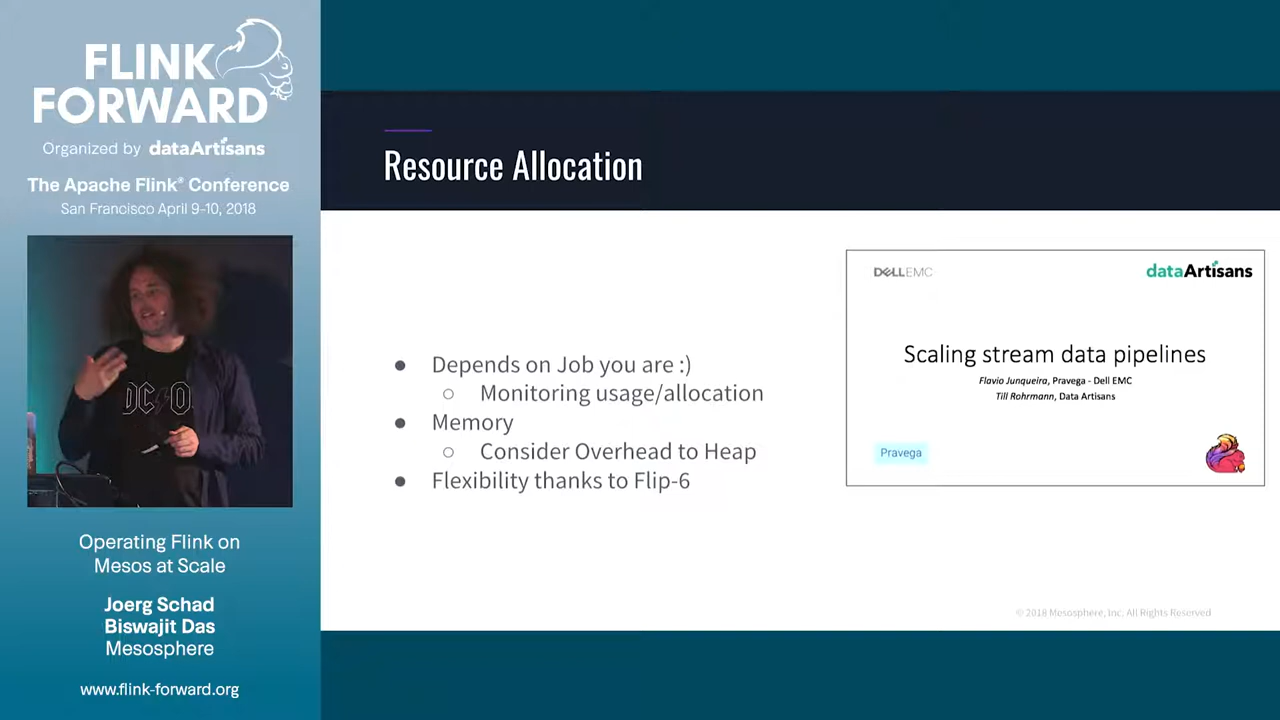 FLINK
FORWARD
Organized by dataArtisans
The Apache Flink® Conference
San Francisco April 9-10, 2018
Operating Flink on
Mesos at Scale
Joerg Schad
Biswajit Das
Mesosphere
www.flink-forward.org
Resource Allocation
● Depends on Job you are :)
○ Monitoring usage/allocation
● Memory
○ Consider Overhead to Heap
● Flexibility thanks to Flip-6
DELL EMC
dataArtisans
Scaling stream data pipelines
Flavio Junqueira, Pravega - Dell EMC
Till Rohrmann, Data Artisans
Pravega
© 2018 Mesosphere, Inc. All Rights Reserved